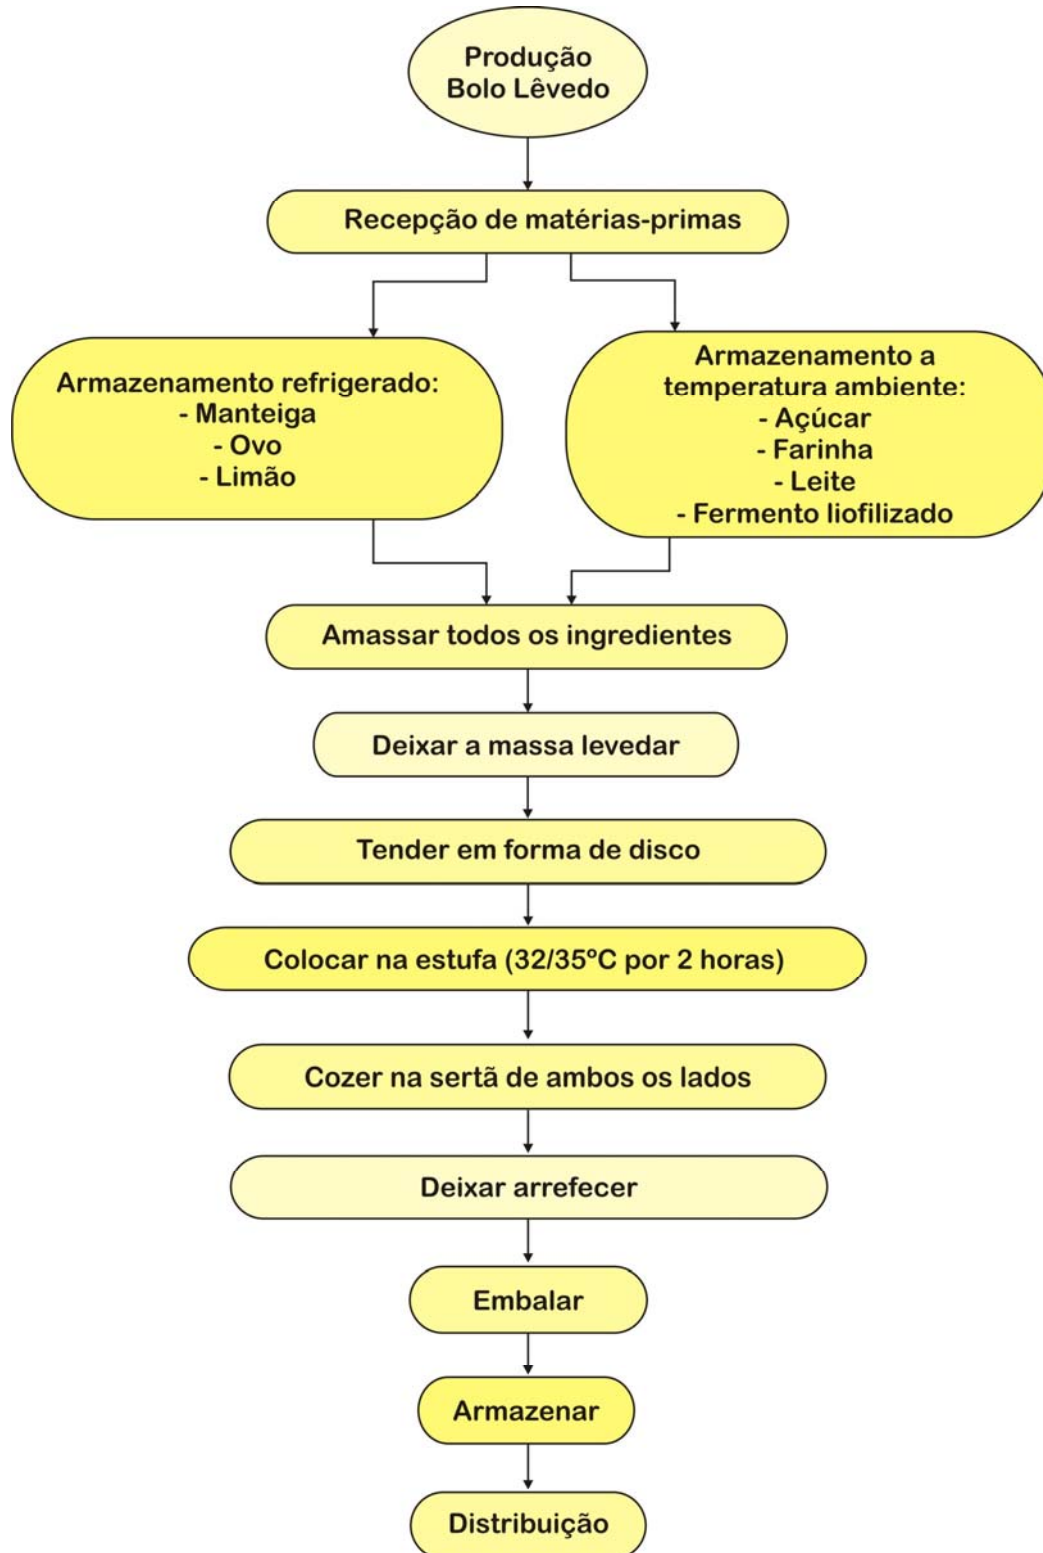 Produção
Bolo Lêvedo
Recepção de matérias-primas
Armazenamento refrigerado:
- Manteiga
- Ovo
- Limão
Armazenamento a
temperatura ambiente:
- Açúcar
- Farinha
- Leite
- Fermento liofilizado
Amassar todos os ingredientes
Deixar a massa levedar
Tender em forma de disco
Colocar na estufa (32/35ºC por 2 horas)
Cozer na sertã de ambos os lados
Deixar arrefecer
Embalar
Armazenar
Distribuição